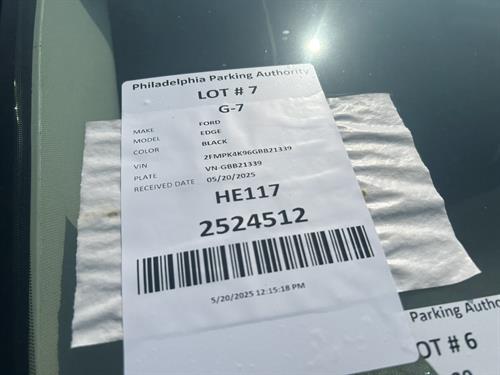 Philadelphia Parking Authority
LOT # 7
G-7
MAKE FORD
MODEL EDGE
COLOR BLACK
VIN 2FMPK4K96GBB21339
PLATE VN-GBB21339
RECEIVED DATE 05/20/2025
HE117
2524512
5/20/2025 12:15:18 PM
Parking Autho
OT # 6